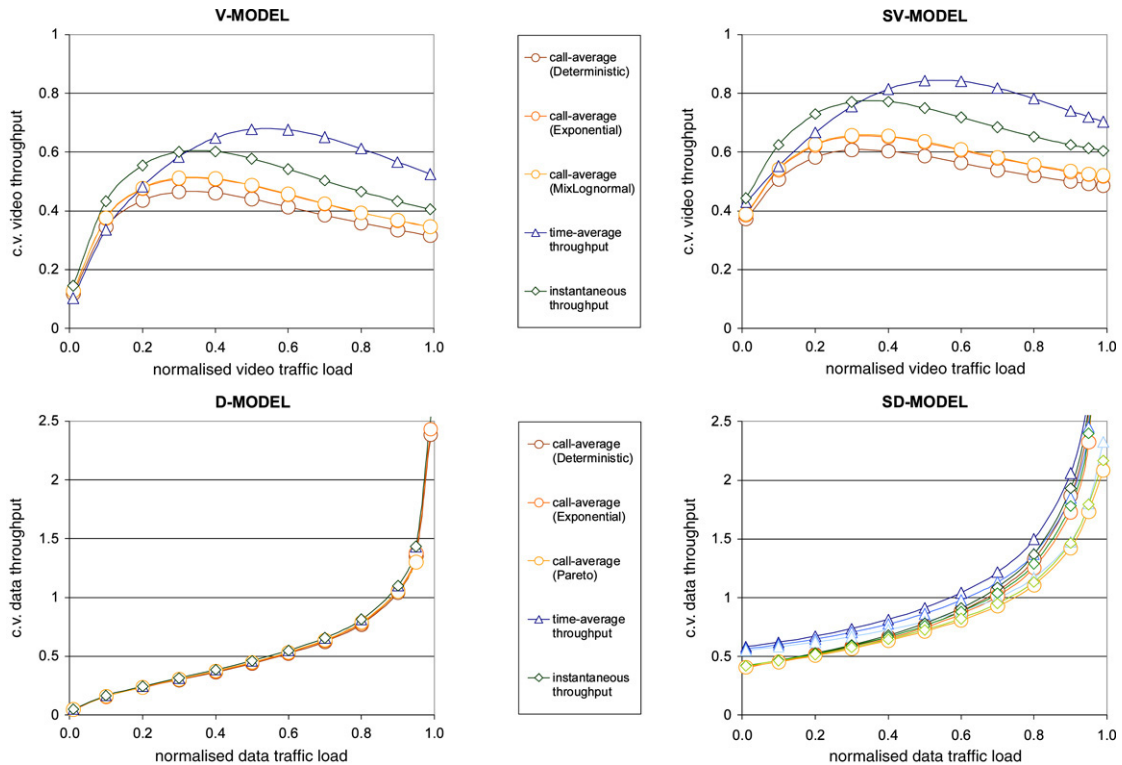 V-MODEL
1
0.8
0.6
0.4
0.2
0
c.v. video throughput
0.0 0.2 0.4 0.6 0.8 1.0
normalised video traffic load
call-average
(Deterministic)
call-average
(Exponential)
call-average
(MixLognormal)
time-average
throughput
instantaneous
throughput
SV-MODEL
1
0.8
0.6
0.4
0.2
0
c.v. video throughput
0.0 0.2 0.4 0.6 0.8 1.0
normalised video traffic load
D-MODEL
2.5
2
1.5
1
0.5
0
c.v. data throughput
0.0 0.2 0.4 0.6 0.8 1.0
normalised data traffic load
call-average
(Deterministic)
call-average
(Exponential)
call-average
(Pareto)
time-average
throughput
instantaneous
throughput
SD-MODEL
2.5
2
1.5
1
0.5
0
c.v. data throughput
0.0 0.2 0.4 0.6 0.8 1.0
normalised data traffic load